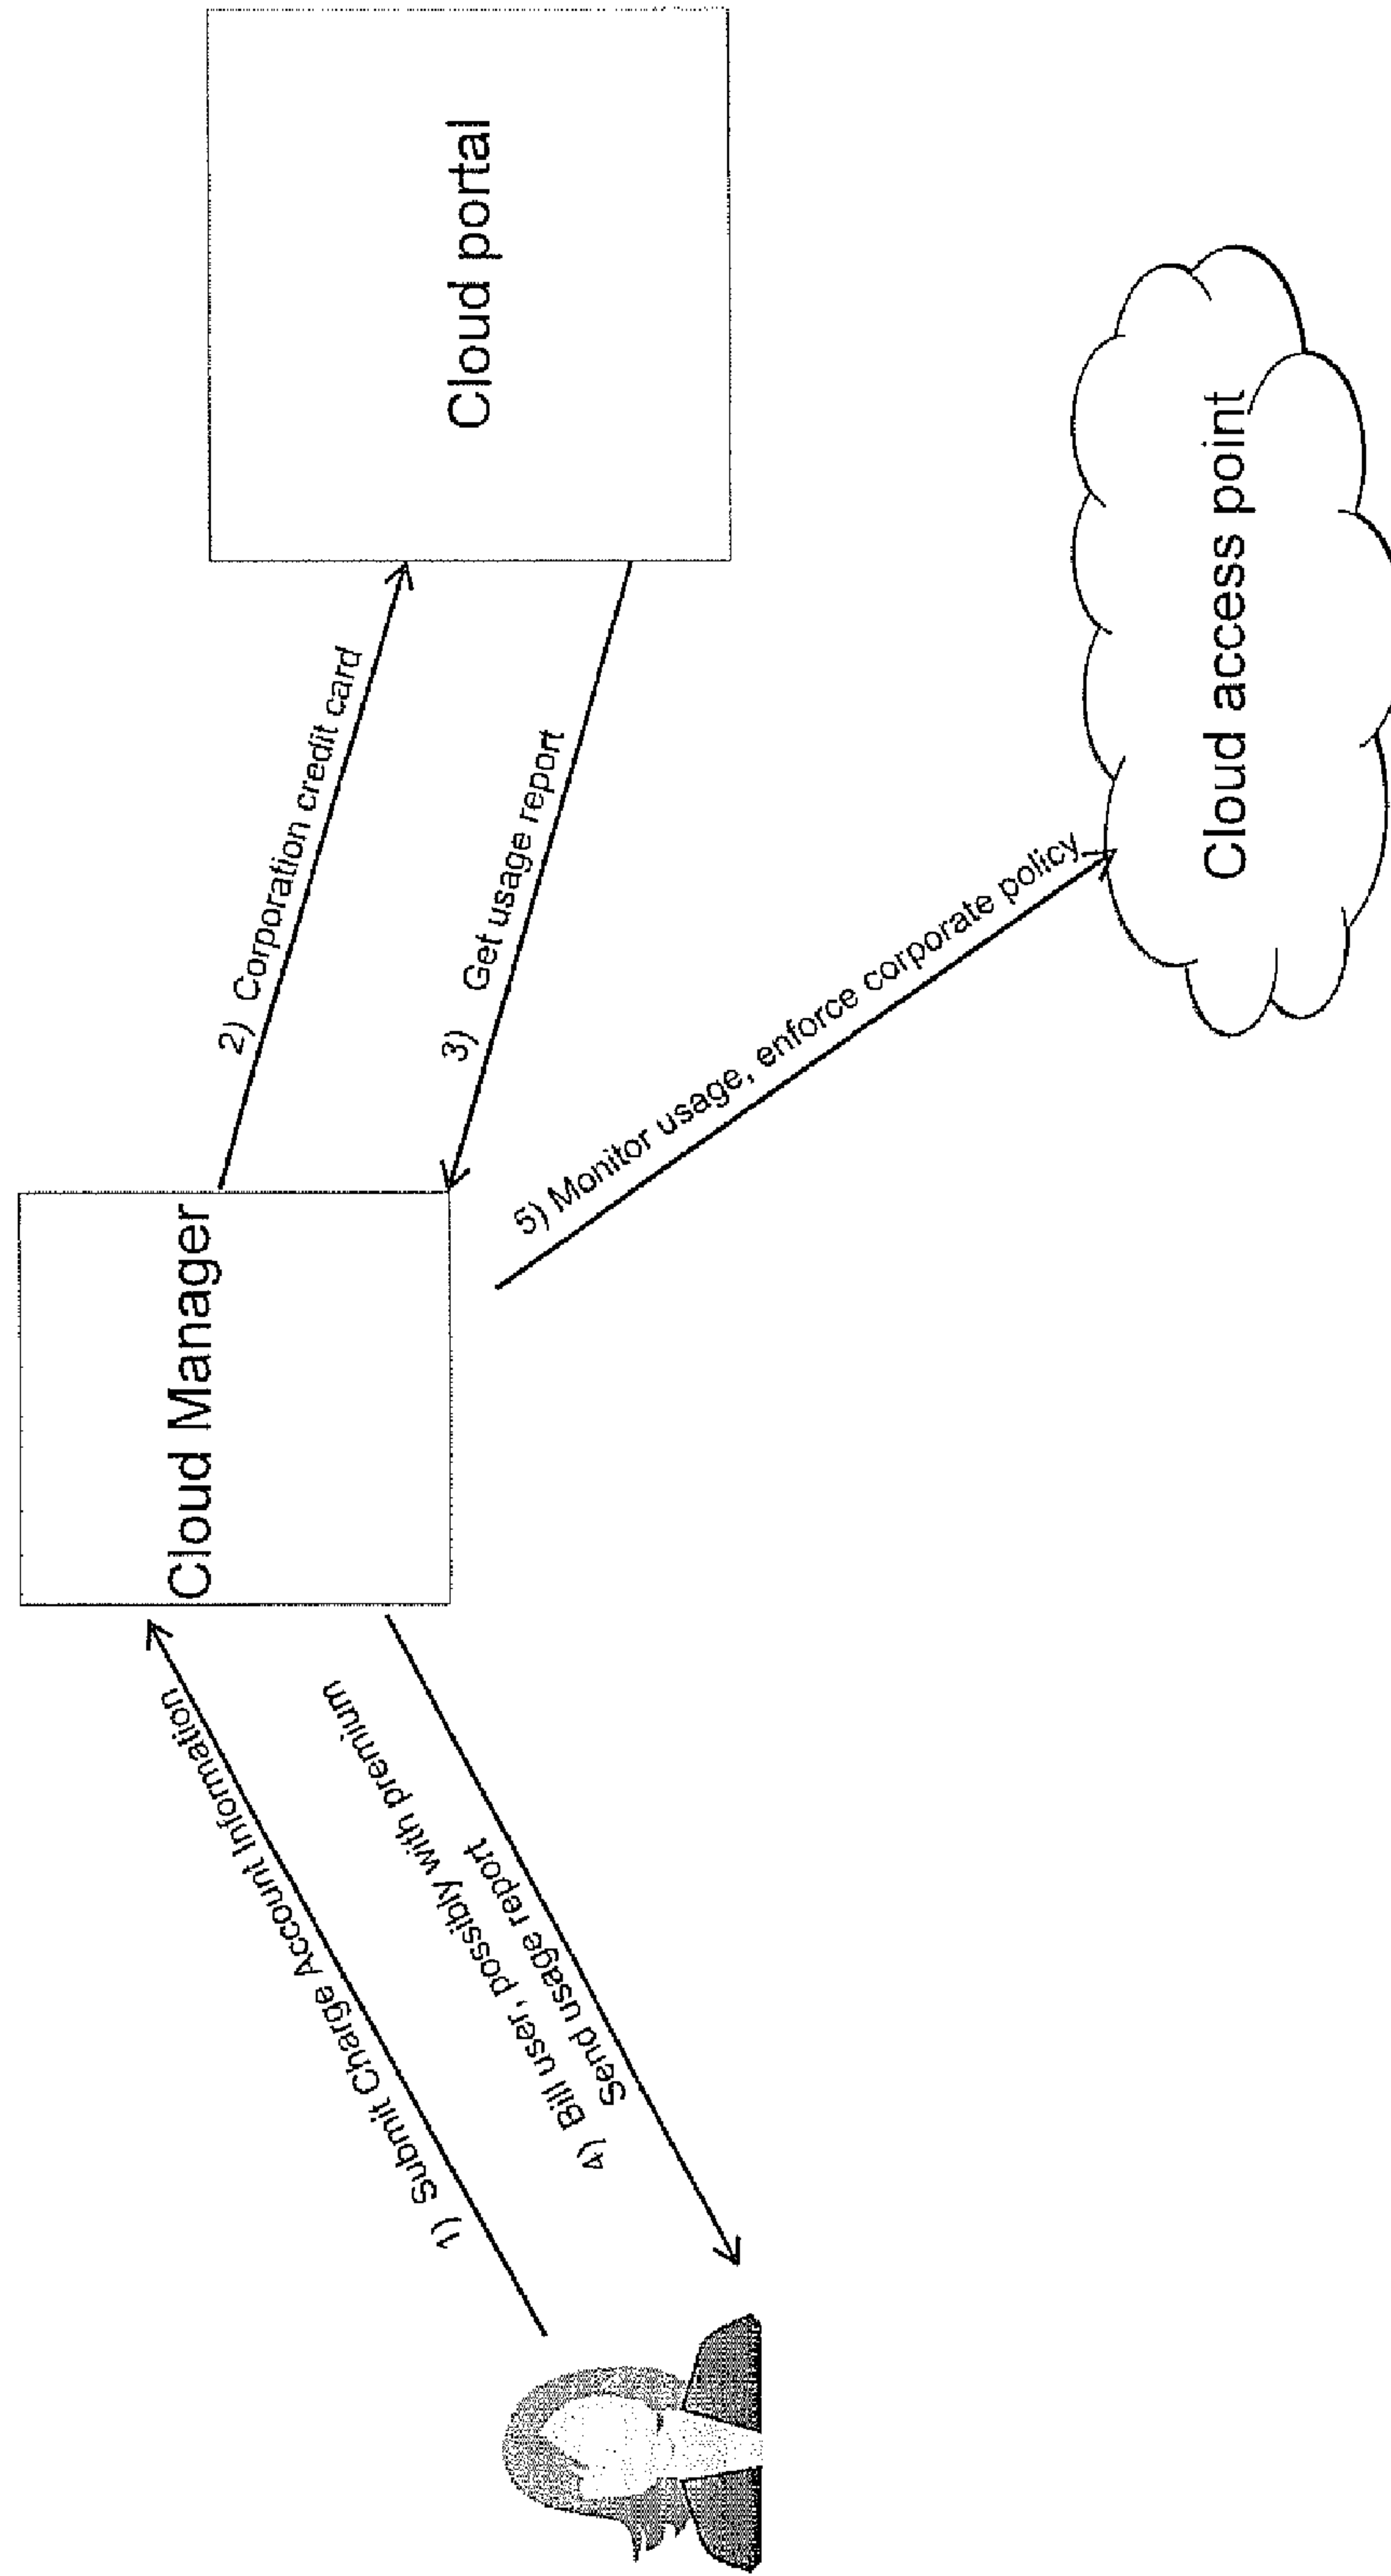 Cloud Manager
Cloud portal
1) Submit Charge Account Information
2) Corporation credit card
3) Get usage report
4) Bill user, possibly with premium
Send usage report
5) Monitor usage, enforce corporate policy
Cloud access point